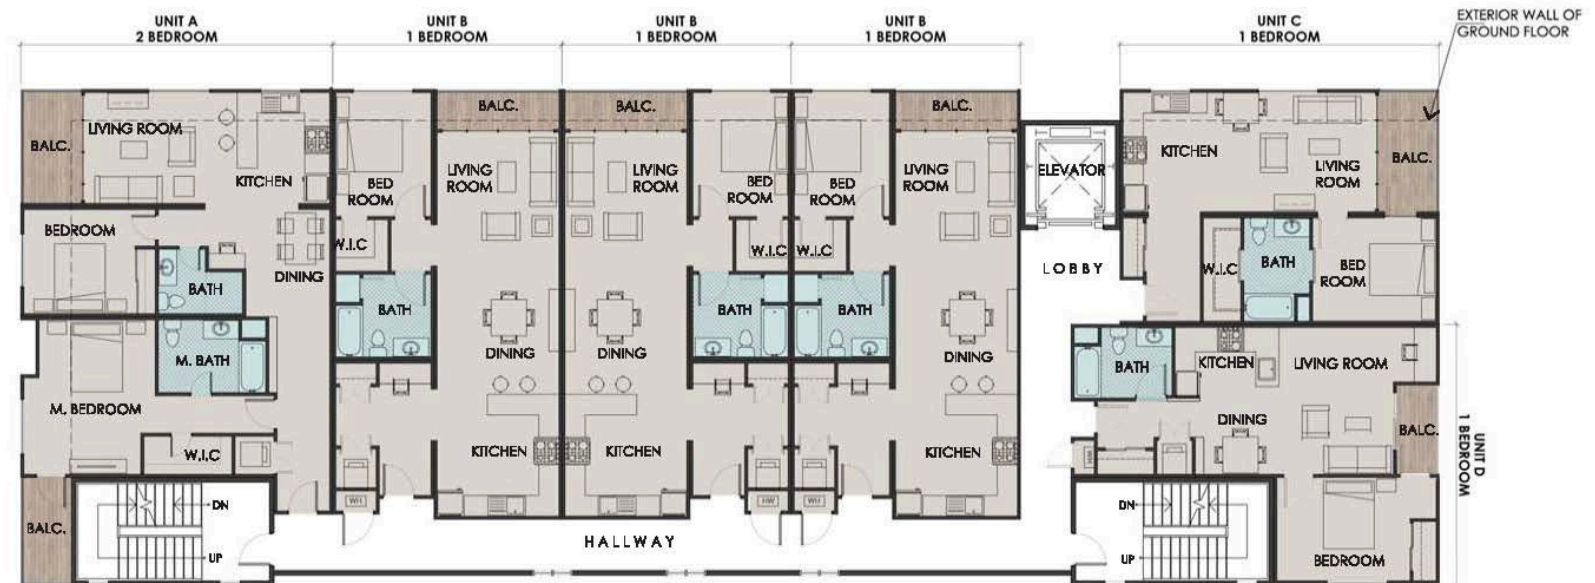 UNIT A
2 BEDROOM
UNIT B
1 BEDROOM
UNIT B
1 BEDROOM
UNIT B
1 BEDROOM
UNIT C
1 BEDROOM
EXTERIOR WALL OF
GROUND FLOOR
BALC.
LIVING ROOM
KITCHEN
BEDROOM
BATH
DINING
M. BATH
M. BEDROOM
W.I.C
BALC.
DN
UP
BALC.
BED
ROOM
LIVING
ROOM
W.I.C
BATH
DINING
KITCHEN
WH
BALC.
LIVING
ROOM
BED
ROOM
W.I.C
BATH
DINING
KITCHEN
HW
BALC.
BED
ROOM
LIVING
ROOM
W.I.C
BATH
DINING
KITCHEN
WH
HALLWAY
ELEVATOR
LOBBY
KITCHEN
LIVING
ROOM
BALC.
W.I.C
BATH
BED
ROOM
BATH
KITCHEN
LIVING ROOM
DINING
BALC.
HW
BEDROOM
DN
UP
UNIT D
1 BEDROOM